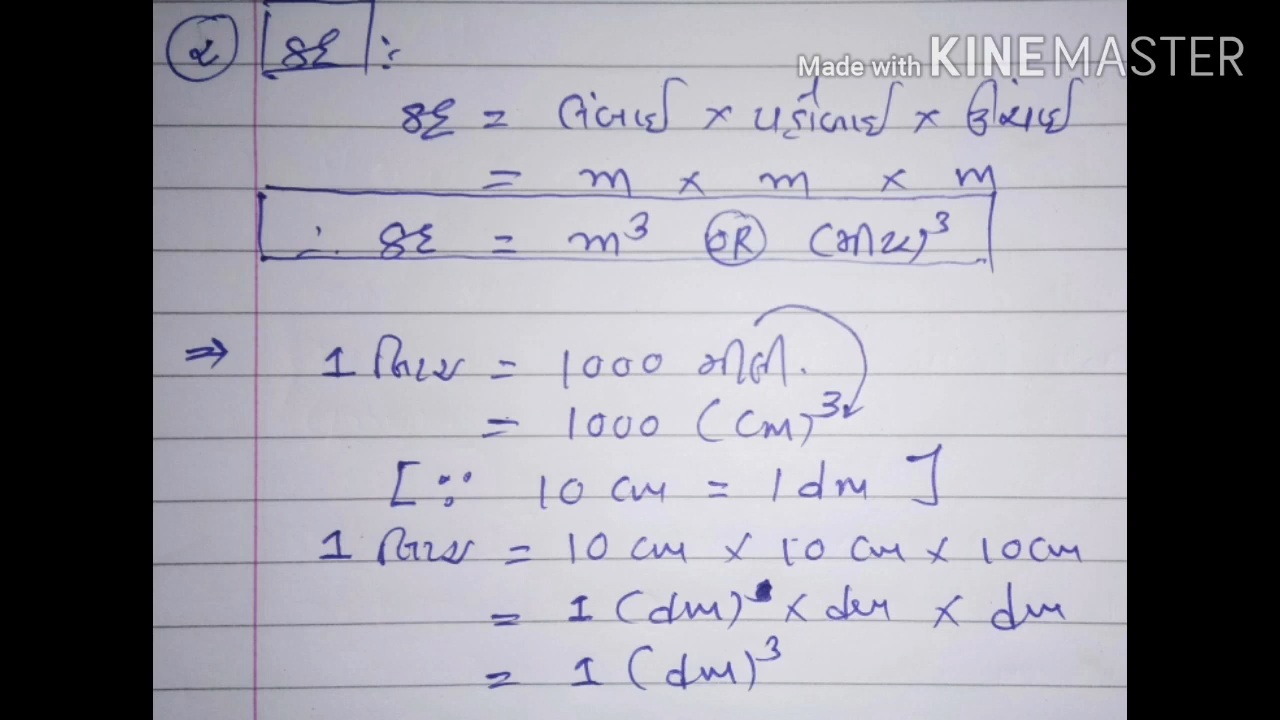 Made with KINEMASTER
૨ કદ :
કદ = લંબાઈ × પહોળાઈ × ઊંચાઈ
= m × m × m
∴ કદ = m³ OR (મીટર)³
⇒ 1 લિટર = 1000 મીલી.
= 1000 (cm)³
[∵ 10 cm = 1 dm]
1 લિટર = 10 cm × 10 cm × 10 cm
= 1 (dm) × dm × dm
= 1 (dm)³